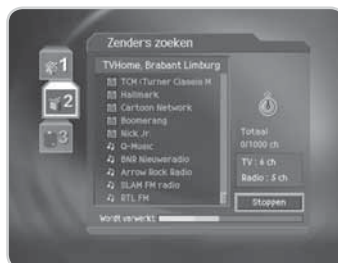 Zenders zoeken
1
2
3
TVHome, Brabant Limburg
TCM (Turner Classic M
Hallmark
Cartoon Network
Boomerang
Nick Jr
Q-Music
BNR Nieuwsradio
Arrow Rock Radio
SLAM FM radio
RTL FM
Totaal
0/1000 ch
TV : 6 ch
Radio : 5 ch
Stoppen
Wordt verwerkt